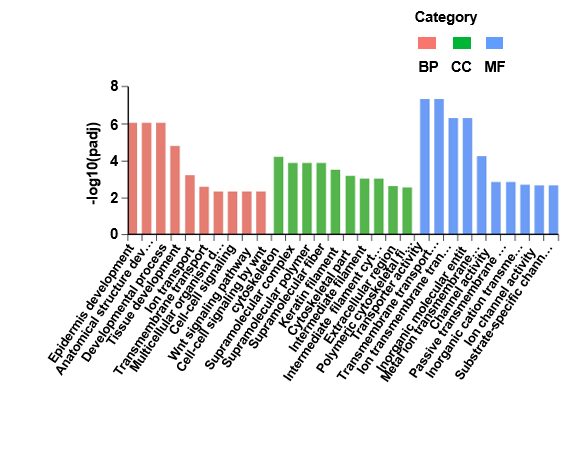 Category
BP CC MF
-log10(padj)
8
6
4
2
0
Epidermis development
Anatomical structure dev...
Developmental process
Tissue development
Ion transport
Transmembrane transport
Multicellular organism d...
Cell-cell signaling
Wnt signaling pathway
Cell-cell signaling by wnt
cytoskeleton
Supramolecular complex
Supramolecular polymer
Supramolecular fiber
Keratin filament
Cytoskeletal part
Intermediate filament
Intermediate filament cyt...
Extracellular region
Polymeric cytoskeletal fi...
Transporter activity
Transmembrane transport...
Ion transmembrane tran...
Inorganic molecular entit
Metal ion transmembrane...
Channel activity
Passive transmembrane ...
Inorganic cation transme...
Ion channel activity
Substrate-specific chann...